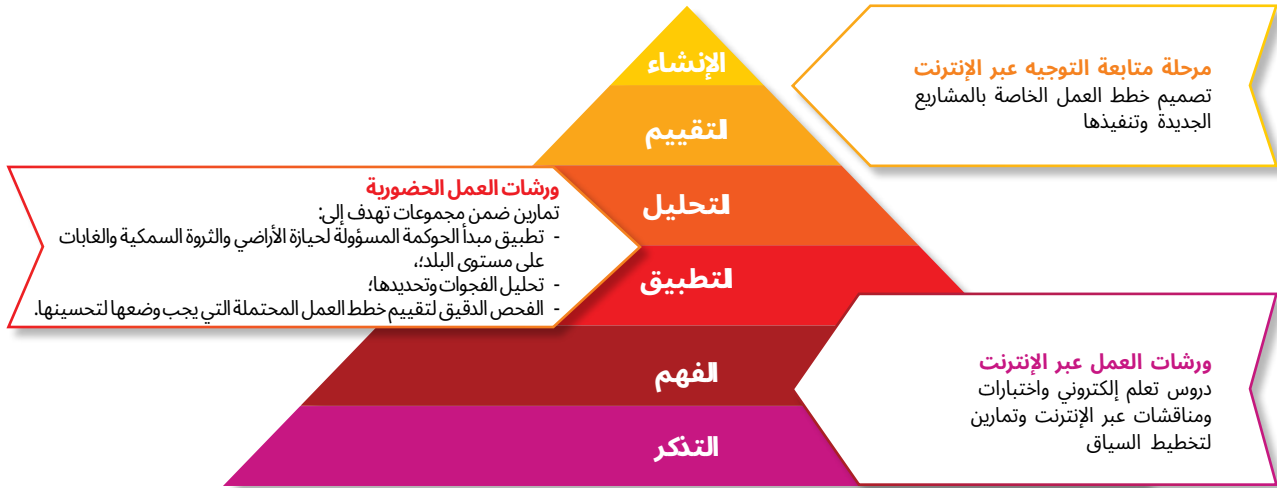 الإنشاء
التقييم
التحليل
التطبيق
الفهم
التذكر
مرحلة متابعة التوجيه عبر الإنترنت
تصميم خطط العمل الخاصة بالمشاريع
الجديدة وتنفيذها
ورشات العمل الحضورية
تمارين ضمن مجموعات تهدف إلى:
- تطبيق مبدأ الحوكمة المسؤولة لحيازة الأراضي والثروة السمكية والغابات
على مستوى البلد؛،
- تحليل الفجوات وتحديدها؛
- الفحص الدقيق لتقييم خطط العمل المحتملة التي يجب وضعها لتحسينها.
ورشات العمل عبر الإنترنت
دروس تعلم إلكتروني واختبارات
ومناقشات عبر الإنترنت وتمارين
لتخطيط السياق